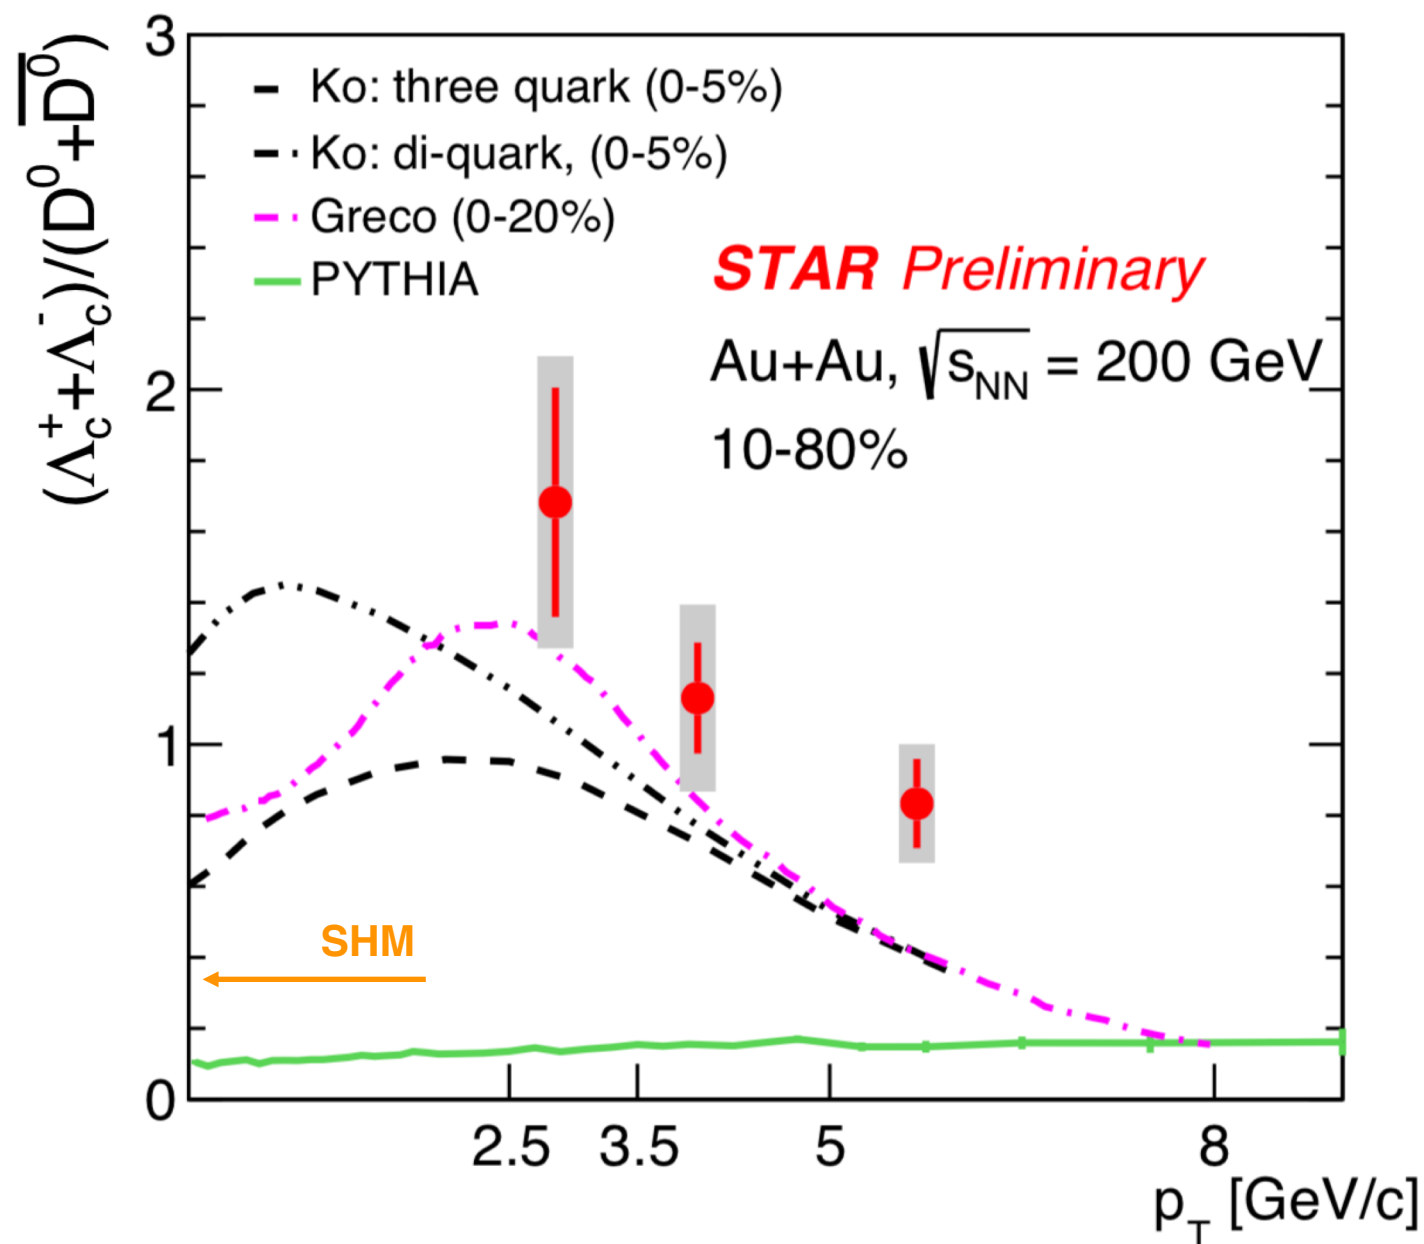 (Λc⁺+Λc⁻)/(D⁰+D̅⁰)
3
2
1
0
Ko: three quark (0-5%)
Ko: di-quark, (0-5%)
Greco (0-20%)
PYTHIA
STAR Preliminary
Au+Au, √sNN = 200 GeV
10-80%
SHM
2.5 3.5 5 8
pT [GeV/c]